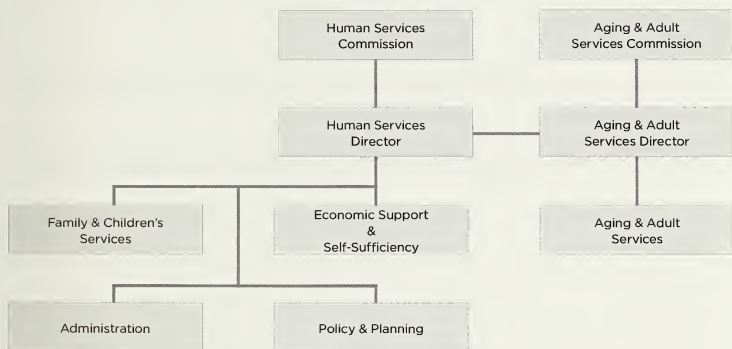 Human Services
Commission
Aging & Adult
Services Commission
Human Services
Director
Aging & Adult
Services Director
Family & Children's
Services
Economic Support
&
Self-Sufficiency
Aging & Adult
Services
Administration
Policy & Planning